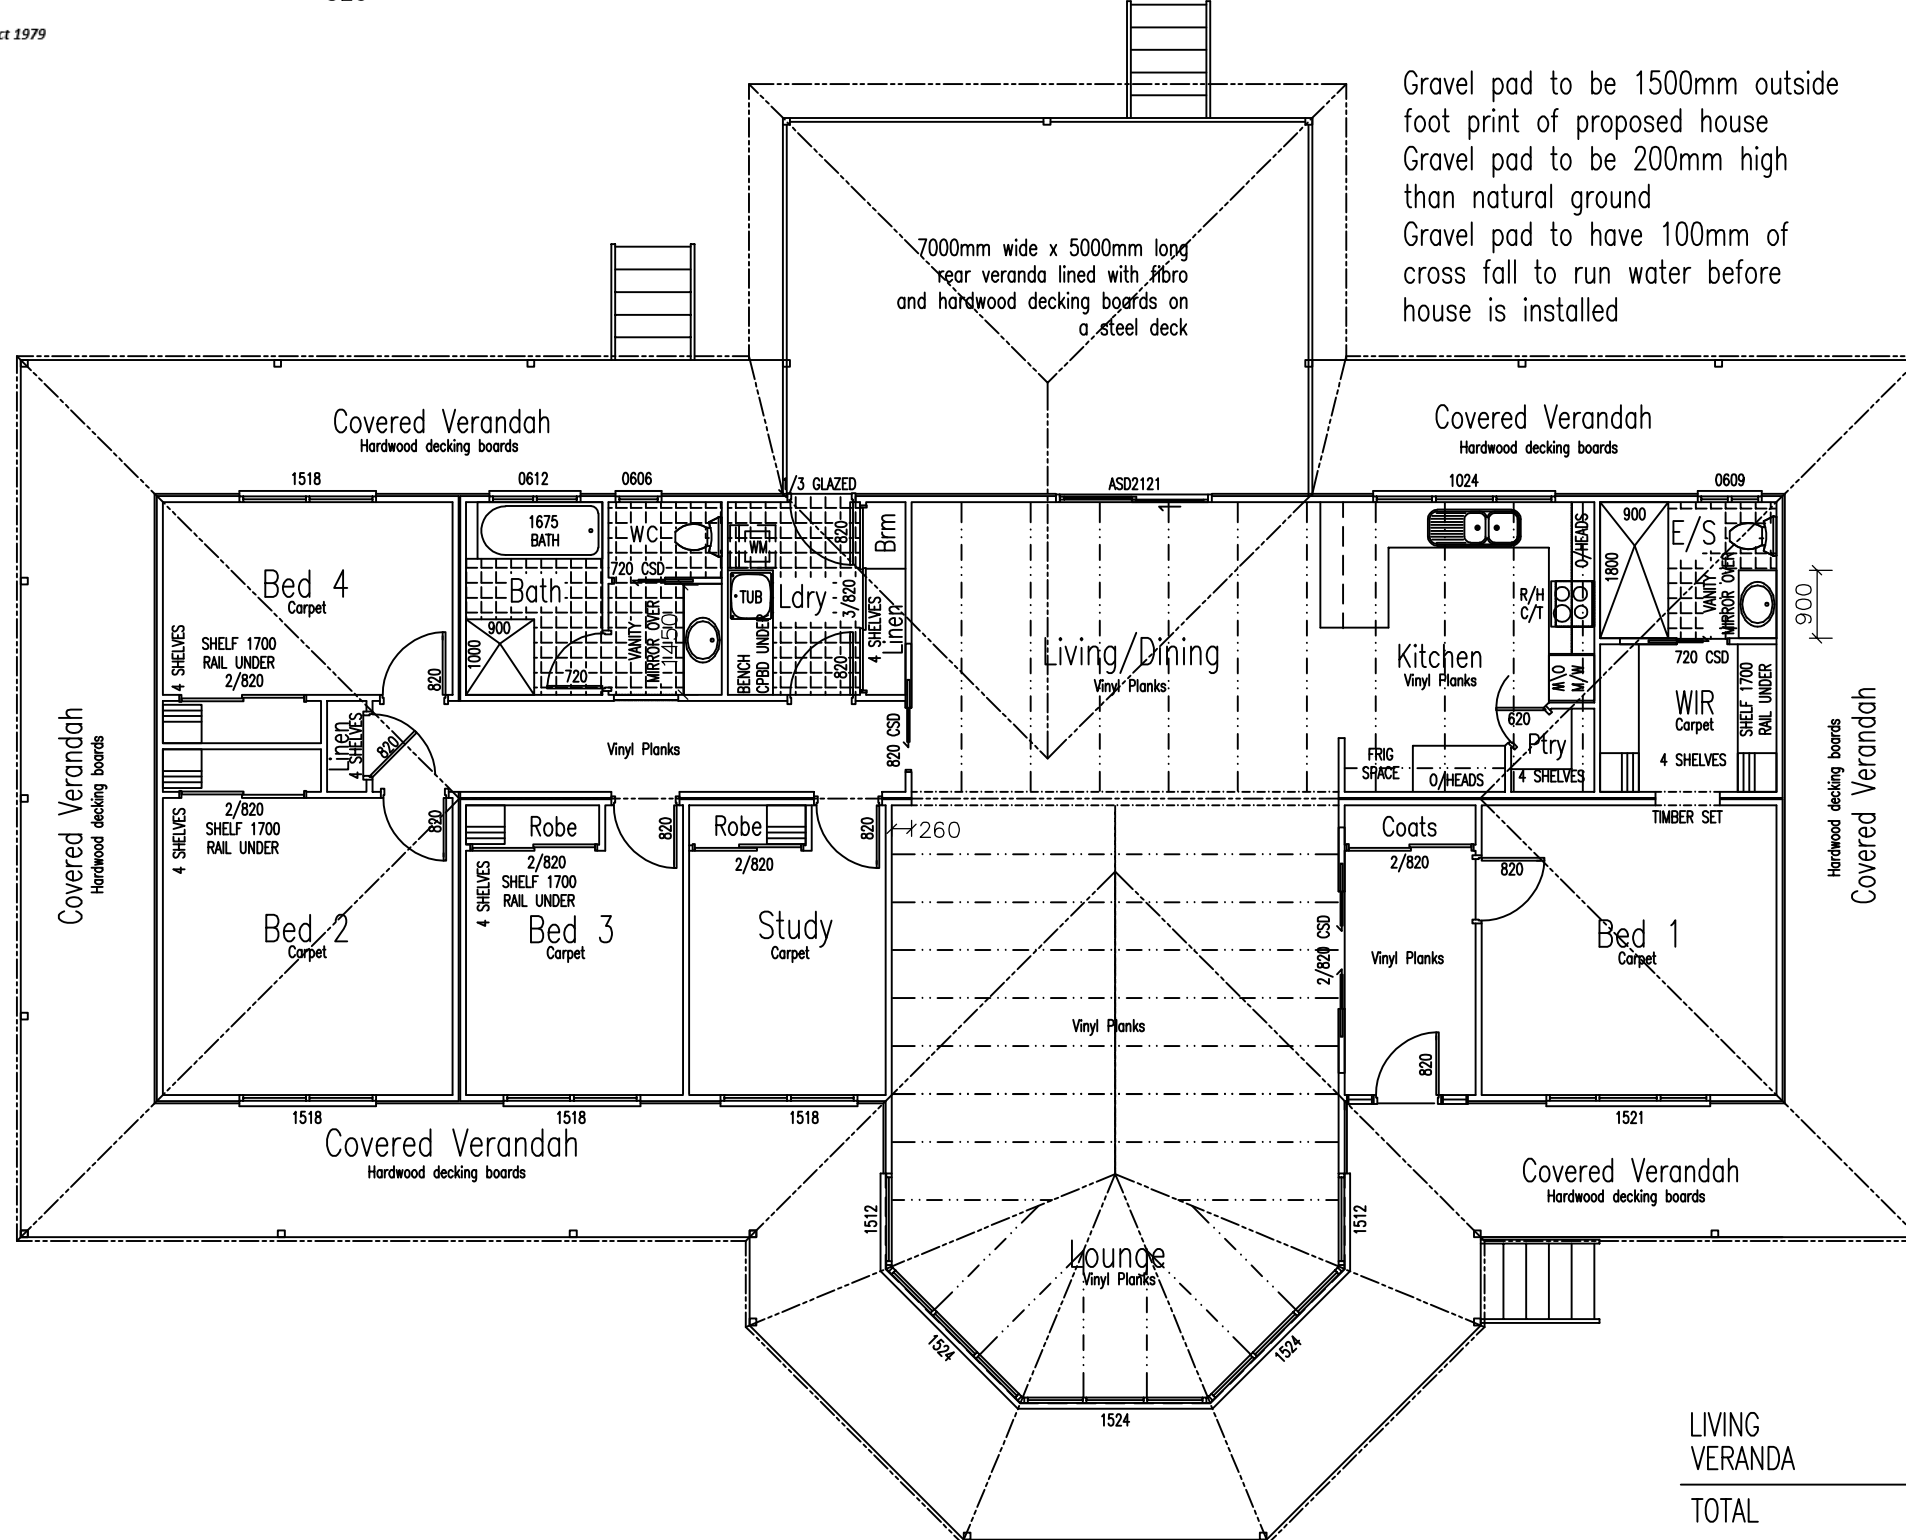 ct 1979
Gravel pad to be 1500mm outside
foot print of proposed house
Gravel pad to be 200mm high
than natural ground
Gravel pad to have 100mm of
cross fall to run water before
house is installed
7000mm wide x 5000mm long
rear veranda lined with fibro
and hardwood decking boards on
a steel deck
Covered Verandah
Hardwood decking boards
Covered Verandah
Hardwood decking boards
1518
0612
0606
/3 GLAZED
ASD2121
1024
0609
1675
BATH
WC
720 CSD
WM
820
Brm
O/HEADS
900
E/S
1800
Bed 4
Carpet
Bath
TUB
Ldry
3/820
4 SHELVES
Linen
R/H
C/T
VANITY
MIRROR OVER
900
4 SHELVES
SHELF 1700
RAIL UNDER
2/820
820
900
1000
720
VANITY
MIRROR OVER
1450
BENCH
CPBD UNDER
820
Living/Dining
Vinyl Planks
Kitchen
Vinyl Planks
W/O
M/W
720 CSD
WIR
Carpet
SHELF 1700
RAIL UNDER
4 SHELVES
Linen
4 SHELVES
820
Vinyl Planks
820 CSD
FRIG
SPACE
O/HEADS
620
Ptry
4 SHELVES
TIMBER SET
Covered Verandah
Hardwood decking boards
Hardwood decking boards
Covered Verandah
4 SHELVES
2/820
SHELF 1700
RAIL UNDER
820
Robe
2/820
SHELF 1700
RAIL UNDER
4 SHELVES
820
Robe
2/820
820
260
Coats
2/820
820
Bed 2
Carpet
Bed 3
Carpet
Study
Carpet
2/820 CSD
Vinyl Planks
Bed 1
Carpet
Vinyl Planks
820
1518
1518
1518
1521
Covered Verandah
Hardwood decking boards
Covered Verandah
Hardwood decking boards
1512
1512
Lounge
Vinyl Planks
1524
1524
1524
LIVING
VERANDA
TOTAL